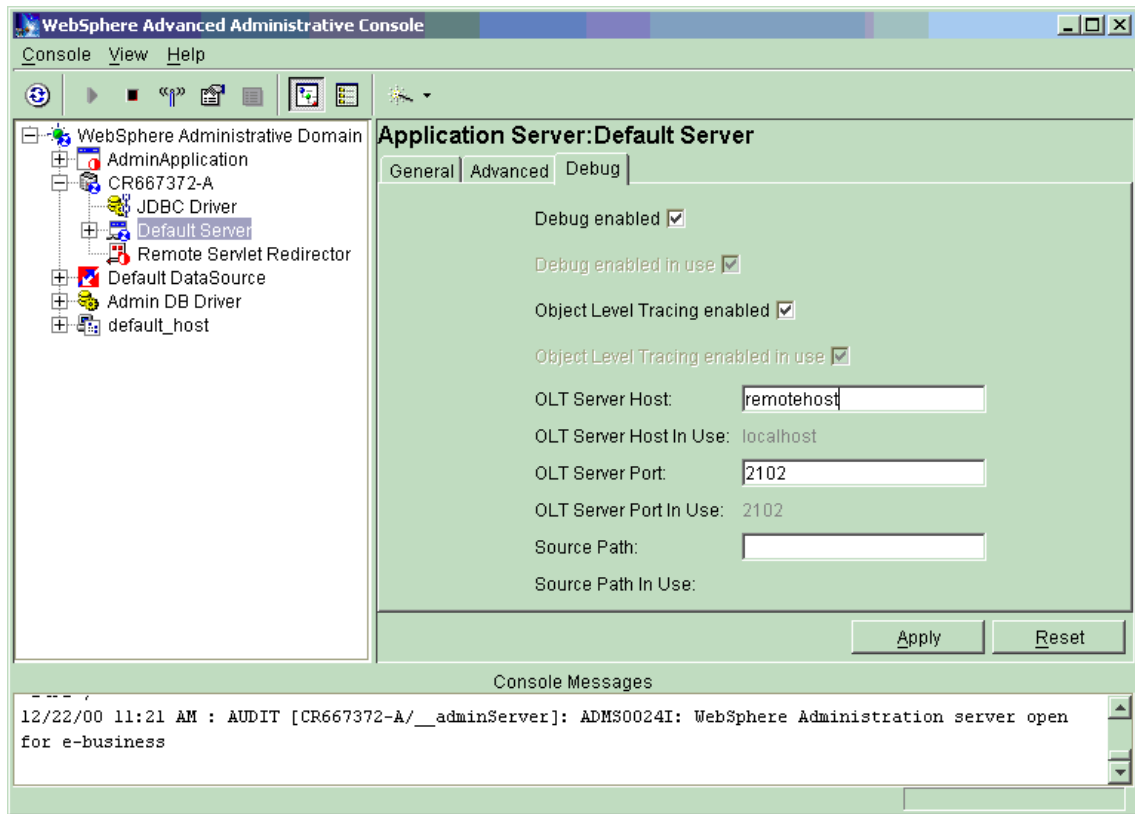 WebSphere Advanced Administrative Console
Console View Help
WebSphere Administrative Domain
AdminApplication
CR667372-A
JDBC Driver
Default Server
Remote Servlet Redirector
Default DataSource
Admin DB Driver
default_host
Application Server:Default Server
General Advanced Debug
Debug enabled
Debug enabled in use
Object Level Tracing enabled
Object Level Tracing enabled in use
OLT Server Host: remotehost
OLT Server Host In Use: localhost
OLT Server Port: 2102
OLT Server Port In Use: 2102
Source Path:
Source Path In Use:
Apply Reset
Console Messages
12/22/00 11:21 AM : AUDIT [CR667372-A/__adminServer]: ADMS0024I: WebSphere Administration server open
for e-business